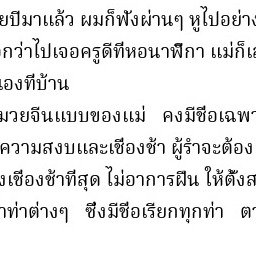 ยปีมาแล้ว ผมก็ฟังผ่านๆ หูไปอย่าง
กว่าไปเจอครูดีที่หอนาฬิกา แม่ก็เ
องที่บ้าน
มวยจีนแบบของแม่ คงมีชื่อเฉพา
ความสงบและเชื่องช้า ผู้รำจะต้อง
งเชื่องช้าที่สุด ไม่อาการฝืน ให้ตั้งส
าท่าต่างๆ ซึ่งมีชื่อเรียกทุกท่า ต